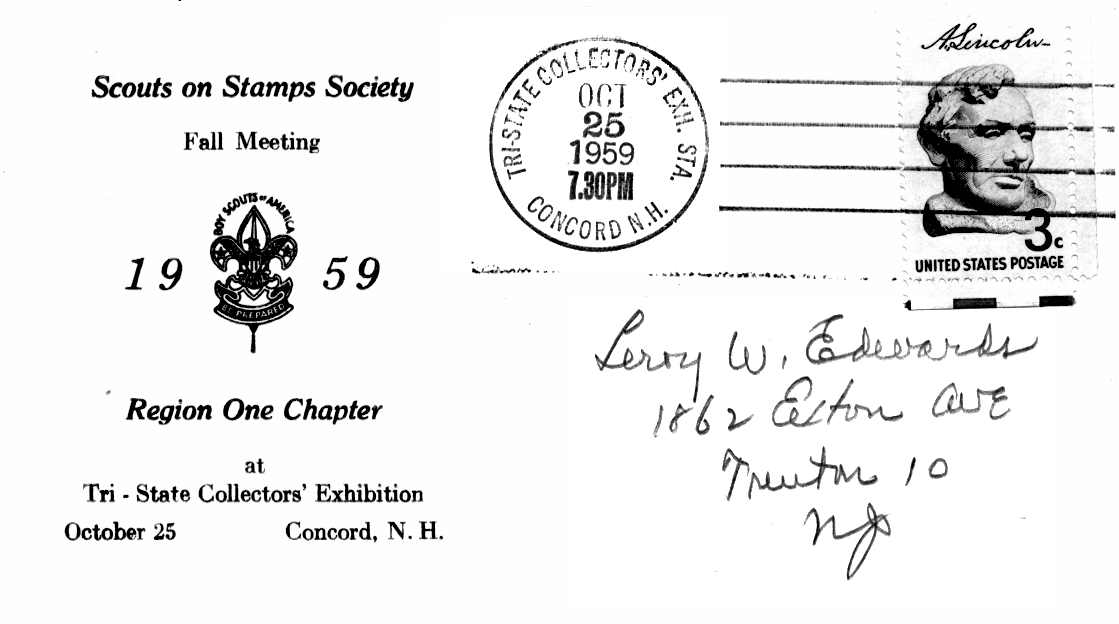 Scouts on Stamps Society
Fall Meeting
BOY SCOUTS OF AMERICA
19 59
BE PREPARED
Region One Chapter
at
Tri - State Collectors' Exhibition
October 25 Concord, N. H.
TRI-STATE COLLECTORS' EXH. STA.
OCT
25
1959
7.30PM
CONCORD N.H.
A. Lincoln
3c
UNITED STATES POSTAGE
Leroy W. Edwards
1862 Exton AVE
Trenton 10
NJ